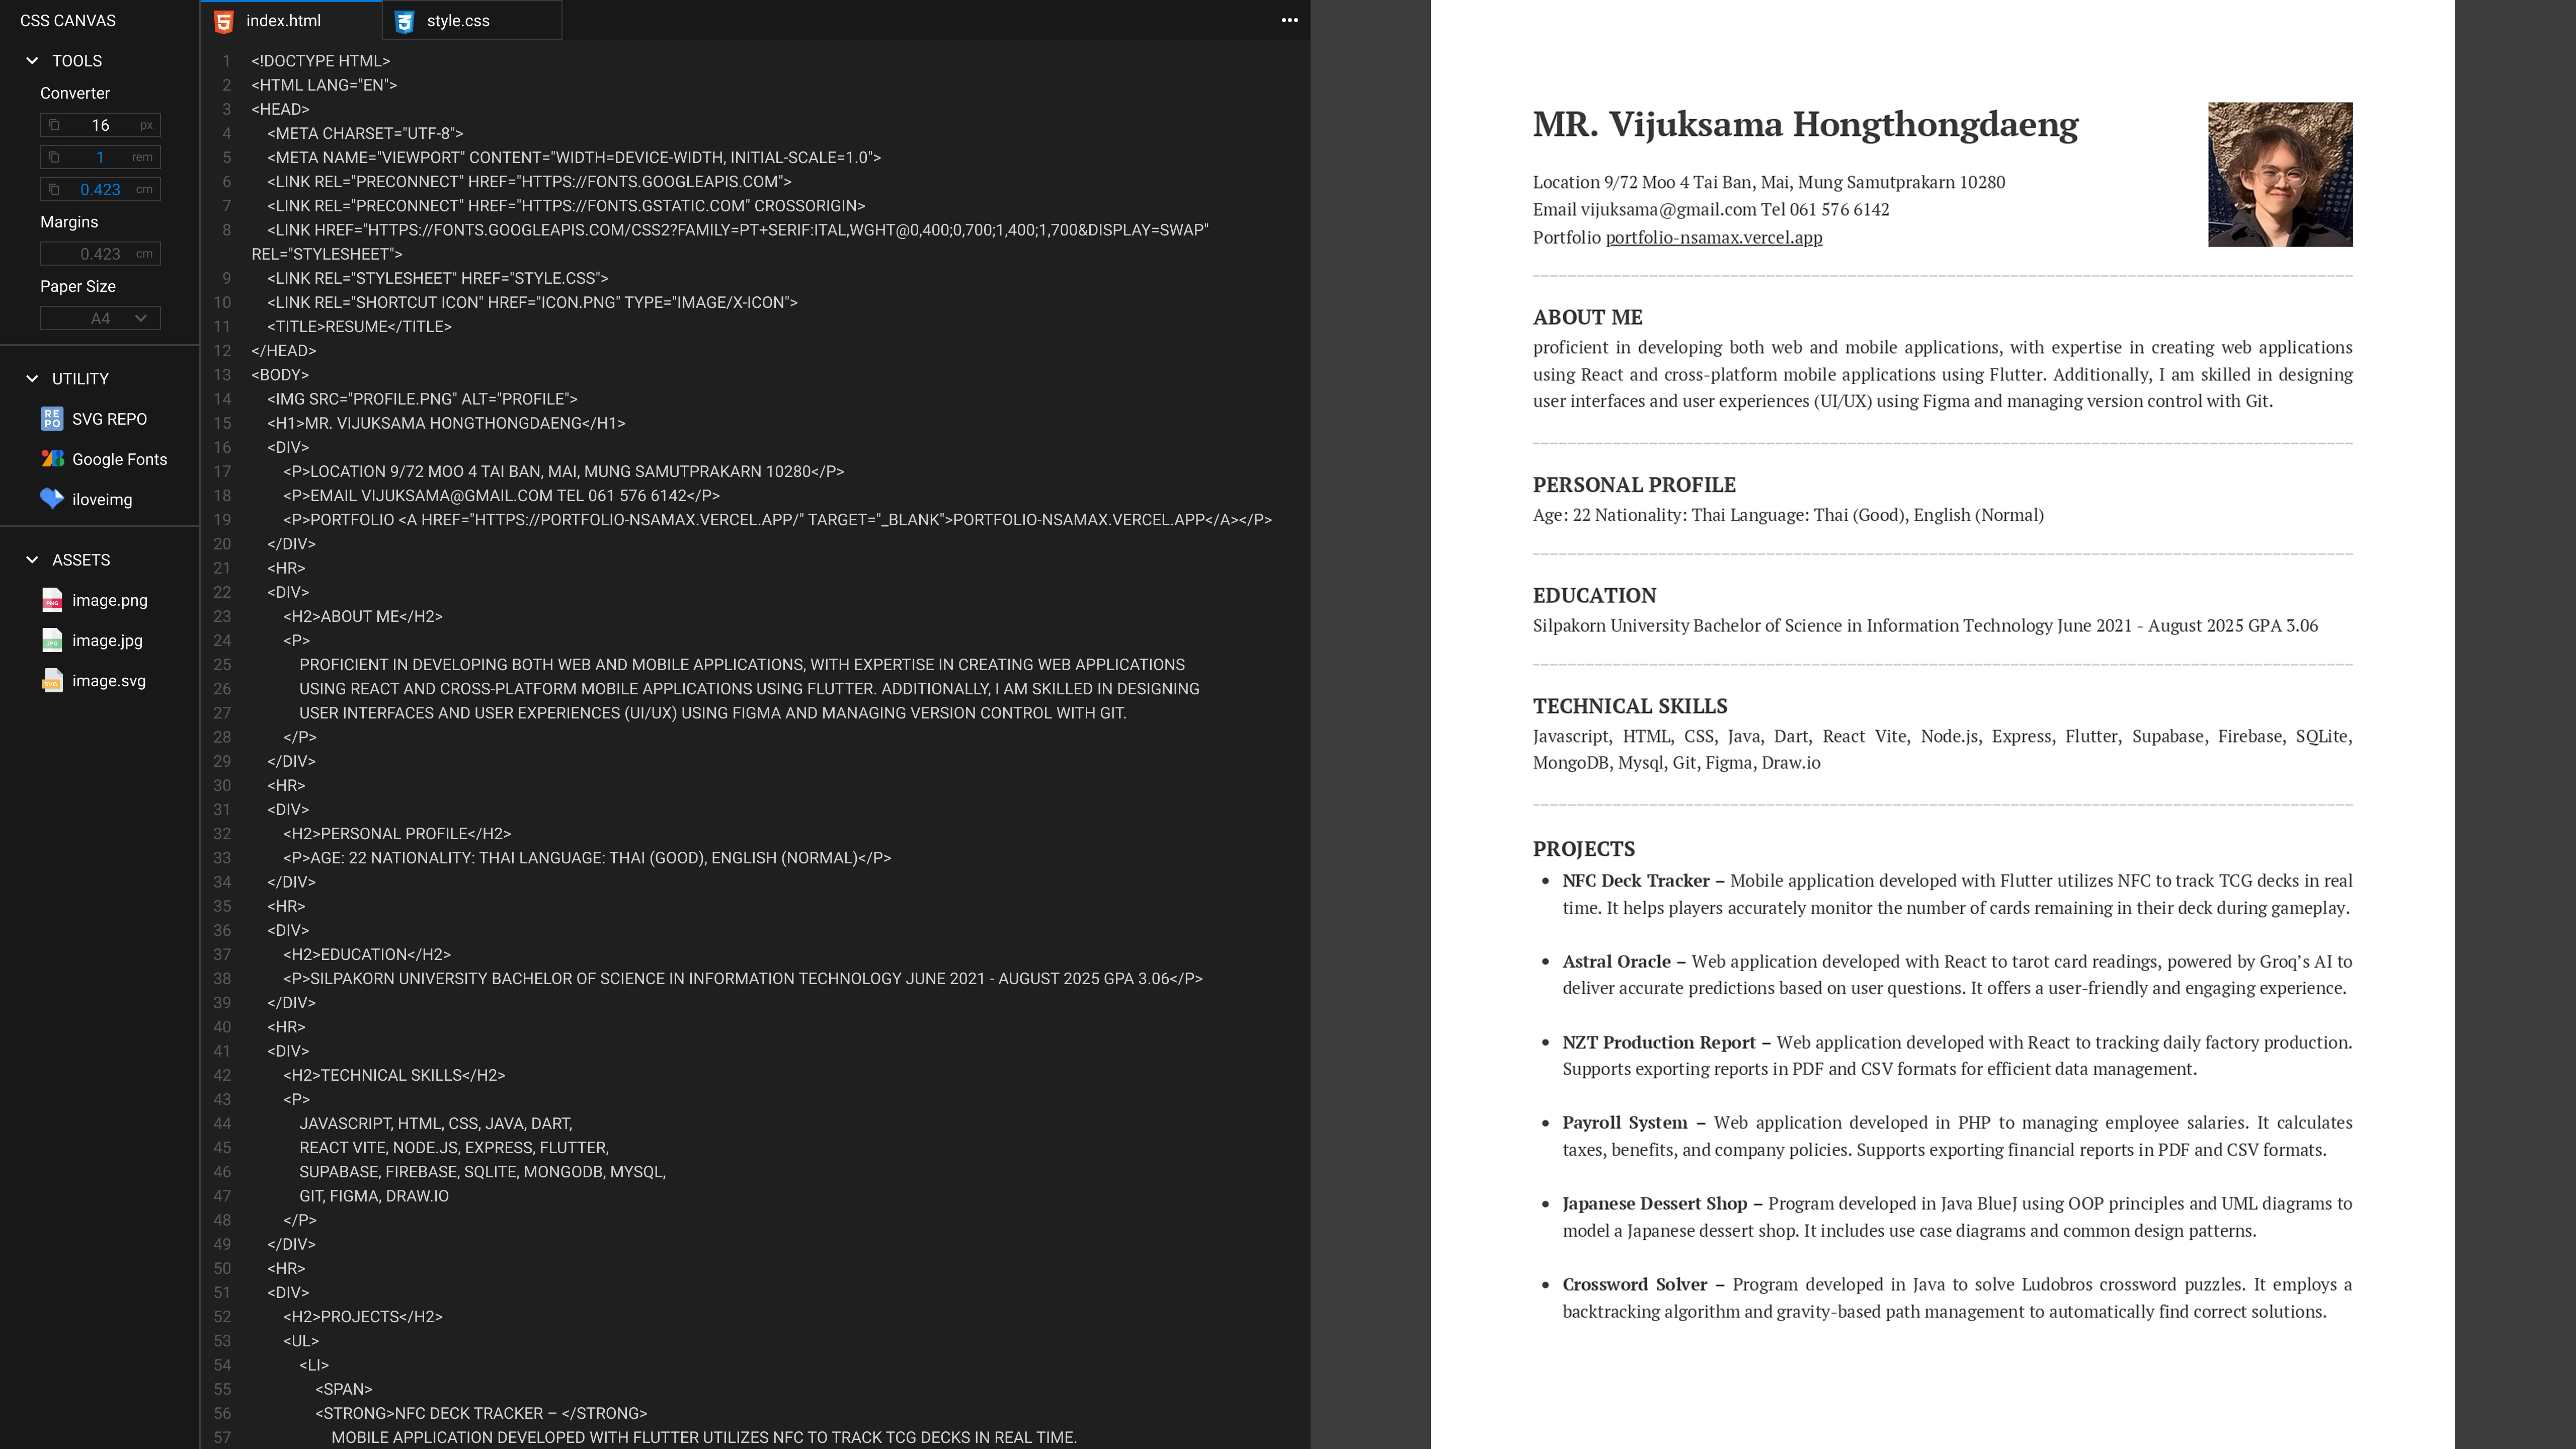 CSS CANVAS
TOOLS
Converter
16 px
1 rem
0.423 cm
Margins
0.423 cm
Paper Size
A4
UTILITY
RE
PO
SVG REPO
Google Fonts
iloveimg
ASSETS
PNG
image.png
JPG
image.jpg
SVG
image.svg
index.html
style.css
1 <!DOCTYPE HTML>
2 <HTML LANG="EN">
3 <HEAD>
4 <META CHARSET="UTF-8">
5 <META NAME="VIEWPORT" CONTENT="WIDTH=DEVICE-WIDTH, INITIAL-SCALE=1.0">
6 <LINK REL="PRECONNECT" HREF="HTTPS://FONTS.GOOGLEAPIS.COM">
7 <LINK REL="PRECONNECT" HREF="HTTPS://FONTS.GSTATIC.COM" CROSSORIGIN>
8 <LINK HREF="HTTPS://FONTS.GOOGLEAPIS.COM/CSS2?FAMILY=PT+SERIF:ITAL,WGHT@0,400;0,700;1,400;1,700&DISPLAY=SWAP"
REL="STYLESHEET">
9 <LINK REL="STYLESHEET" HREF="STYLE.CSS">
10 <LINK REL="SHORTCUT ICON" HREF="ICON.PNG" TYPE="IMAGE/X-ICON">
11 <TITLE>RESUME</TITLE>
12 </HEAD>
13 <BODY>
14 <IMG SRC="PROFILE.PNG" ALT="PROFILE">
15 <H1>MR. VIJUKSAMA HONGTHONGDAENG</H1>
16 <DIV>
17 <P>LOCATION 9/72 MOO 4 TAI BAN, MAI, MUNG SAMUTPRAKARN 10280</P>
18 <P>EMAIL VIJUKSAMA@GMAIL.COM TEL 061 576 6142</P>
19 <P>PORTFOLIO <A HREF="HTTPS://PORTFOLIO-NSAMAX.VERCEL.APP/" TARGET="_BLANK">PORTFOLIO-NSAMAX.VERCEL.APP</A></P>
20 </DIV>
21 <HR>
22 <DIV>
23 <H2>ABOUT ME</H2>
24 <P>
25 PROFICIENT IN DEVELOPING BOTH WEB AND MOBILE APPLICATIONS, WITH EXPERTISE IN CREATING WEB APPLICATIONS
26 USING REACT AND CROSS-PLATFORM MOBILE APPLICATIONS USING FLUTTER. ADDITIONALLY, I AM SKILLED IN DESIGNING
27 USER INTERFACES AND USER EXPERIENCES (UI/UX) USING FIGMA AND MANAGING VERSION CONTROL WITH GIT.
28 </P>
29 </DIV>
30 <HR>
31 <DIV>
32 <H2>PERSONAL PROFILE</H2>
33 <P>AGE: 22 NATIONALITY: THAI LANGUAGE: THAI (GOOD), ENGLISH (NORMAL)</P>
34 </DIV>
35 <HR>
36 <DIV>
37 <H2>EDUCATION</H2>
38 <P>SILPAKORN UNIVERSITY BACHELOR OF SCIENCE IN INFORMATION TECHNOLOGY JUNE 2021 - AUGUST 2025 GPA 3.06</P>
39 </DIV>
40 <HR>
41 <DIV>
42 <H2>TECHNICAL SKILLS</H2>
43 <P>
44 JAVASCRIPT, HTML, CSS, JAVA, DART,
45 REACT VITE, NODE.JS, EXPRESS, FLUTTER,
46 SUPABASE, FIREBASE, SQLITE, MONGODB, MYSQL,
47 GIT, FIGMA, DRAW.IO
48 </P>
49 </DIV>
50 <HR>
51 <DIV>
52 <H2>PROJECTS</H2>
53 <UL>
54 <LI>
55 <SPAN>
56 <STRONG>NFC DECK TRACKER – </STRONG>
57 MOBILE APPLICATION DEVELOPED WITH FLUTTER UTILIZES NFC TO TRACK TCG DECKS IN REAL TIME.
MR. Vijuksama Hongthongdaeng
Location 9/72 Moo 4 Tai Ban, Mai, Mung Samutprakarn 10280
Email vijuksama@gmail.com Tel 061 576 6142
Portfolio portfolio-nsamax.vercel.app
ABOUT ME
proficient in developing both web and mobile applications, with expertise in creating web applications
using React and cross-platform mobile applications using Flutter. Additionally, I am skilled in designing
user interfaces and user experiences (UI/UX) using Figma and managing version control with Git.
PERSONAL PROFILE
Age: 22 Nationality: Thai Language: Thai (Good), English (Normal)
EDUCATION
Silpakorn University Bachelor of Science in Information Technology June 2021 - August 2025 GPA 3.06
TECHNICAL SKILLS
Javascript, HTML, CSS, Java, Dart, React Vite, Node.js, Express, Flutter, Supabase, Firebase, SQLite,
MongoDB, Mysql, Git, Figma, Draw.io
PROJECTS
• NFC Deck Tracker – Mobile application developed with Flutter utilizes NFC to track TCG decks in real
time. It helps players accurately monitor the number of cards remaining in their deck during gameplay.
• Astral Oracle – Web application developed with React to tarot card readings, powered by Groq's AI to
deliver accurate predictions based on user questions. It offers a user-friendly and engaging experience.
• NZT Production Report – Web application developed with React to tracking daily factory production.
Supports exporting reports in PDF and CSV formats for efficient data management.
• Payroll System – Web application developed in PHP to managing employee salaries. It calculates
taxes, benefits, and company policies. Supports exporting financial reports in PDF and CSV formats.
• Japanese Dessert Shop – Program developed in Java BlueJ using OOP principles and UML diagrams to
model a Japanese dessert shop. It includes use case diagrams and common design patterns.
• Crossword Solver – Program developed in Java to solve Ludobros crossword puzzles. It employs a
backtracking algorithm and gravity-based path management to automatically find correct solutions.